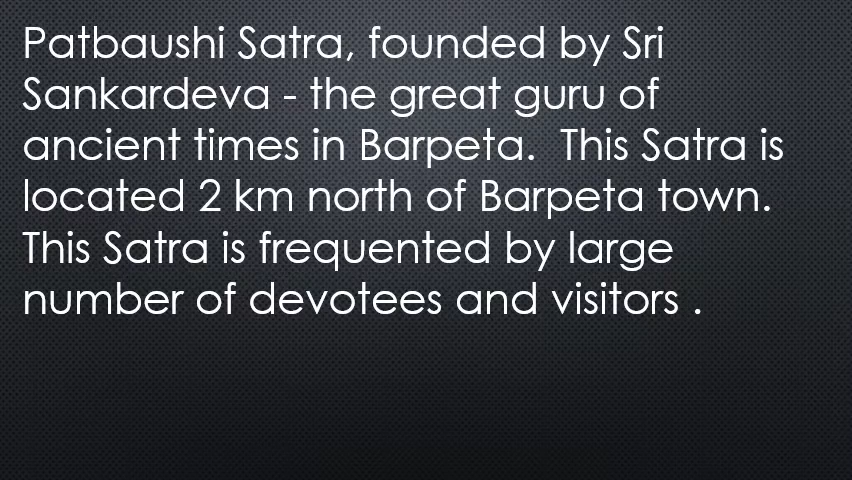 Patbaushi Satra, founded by Sri
Sankardeva - the great guru of
ancient times in Barpeta.  This Satra is
located 2 km north of Barpeta town.
This Satra is frequented by large
number of devotees and visitors .